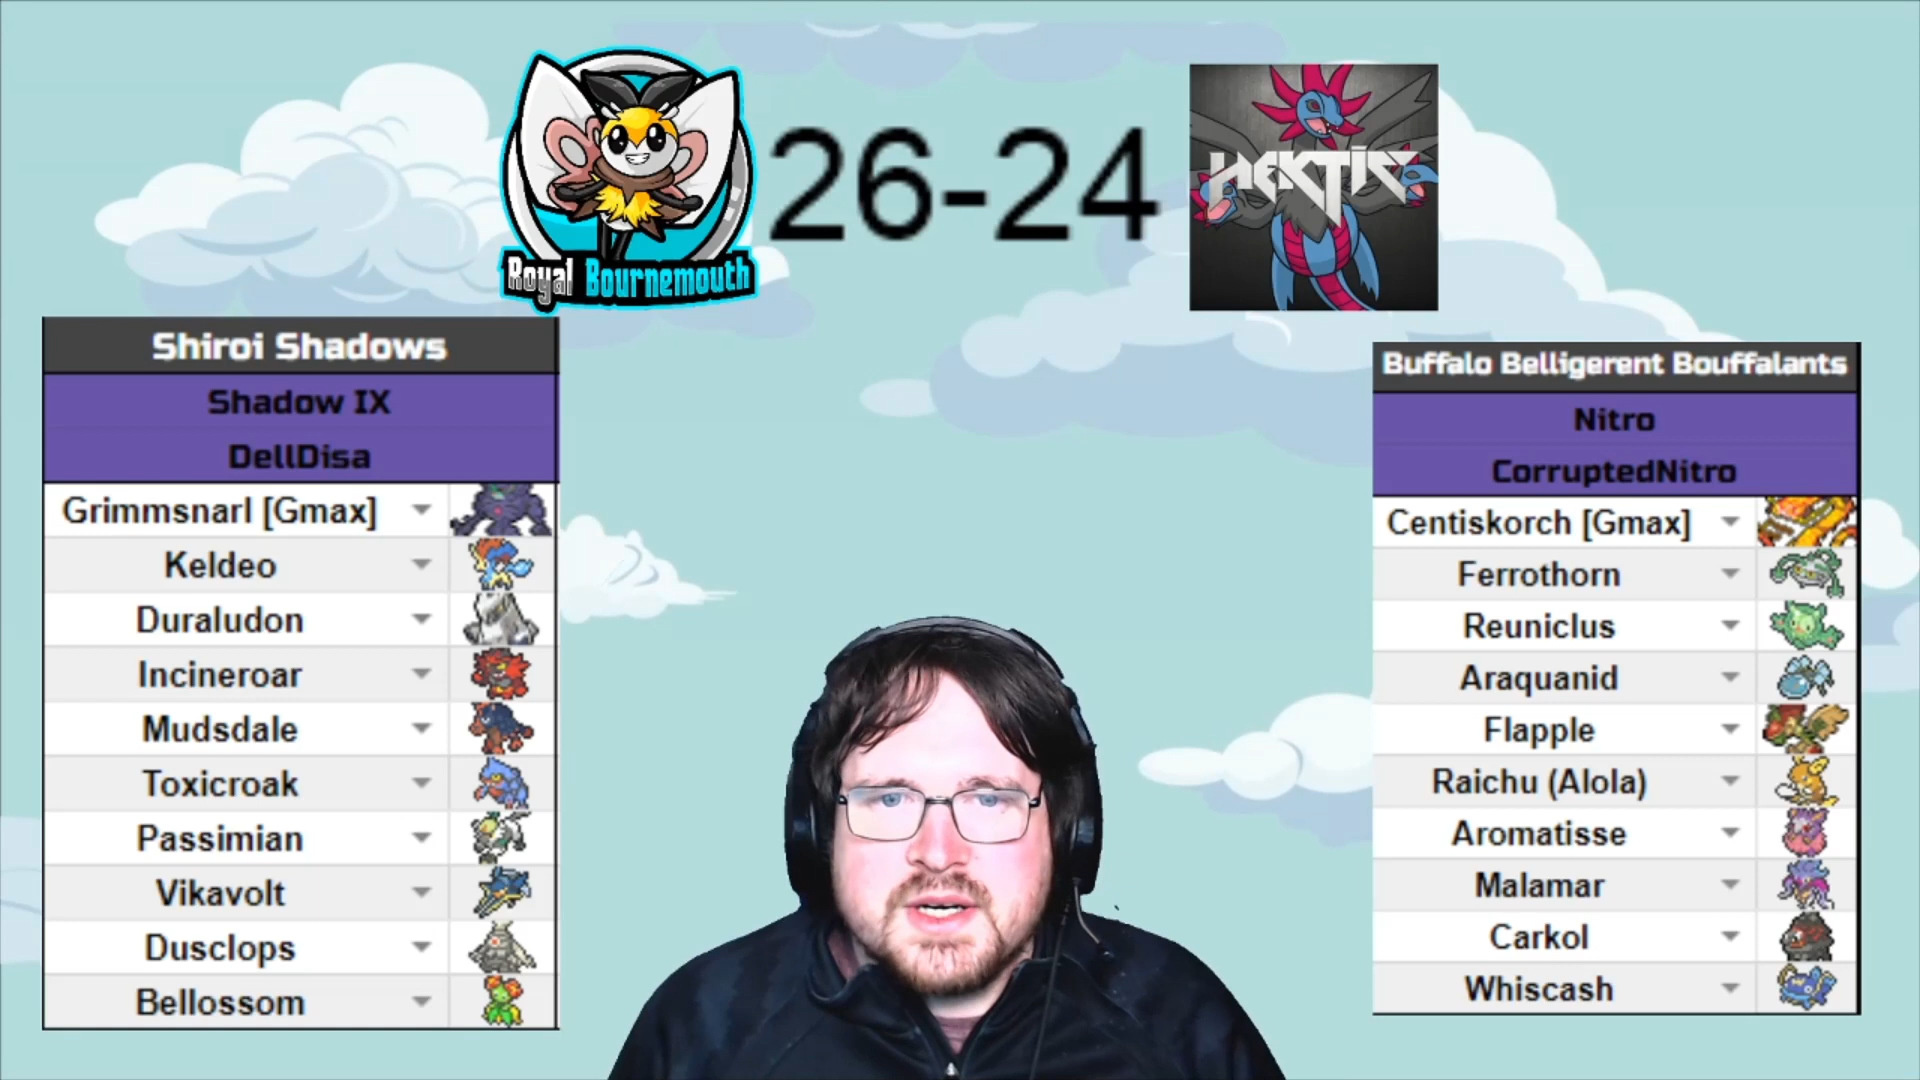 Royal Bournemouth
26-24
HEKTIC
Shiroi Shadows
Shadow IX
DellDisa
Grimmsnarl [Gmax]
Keldeo
Duraludon
Incineroar
Mudsdale
Toxicroak
Passimian
Vikavolt
Dusclops
Bellossom
Buffalo Belligerent Bouffalants
Nitro
CorruptedNitro
Centiskorch [Gmax]
Ferrothorn
Reuniclus
Araquanid
Flapple
Raichu (Alola)
Aromatisse
Malamar
Carkol
Whiscash